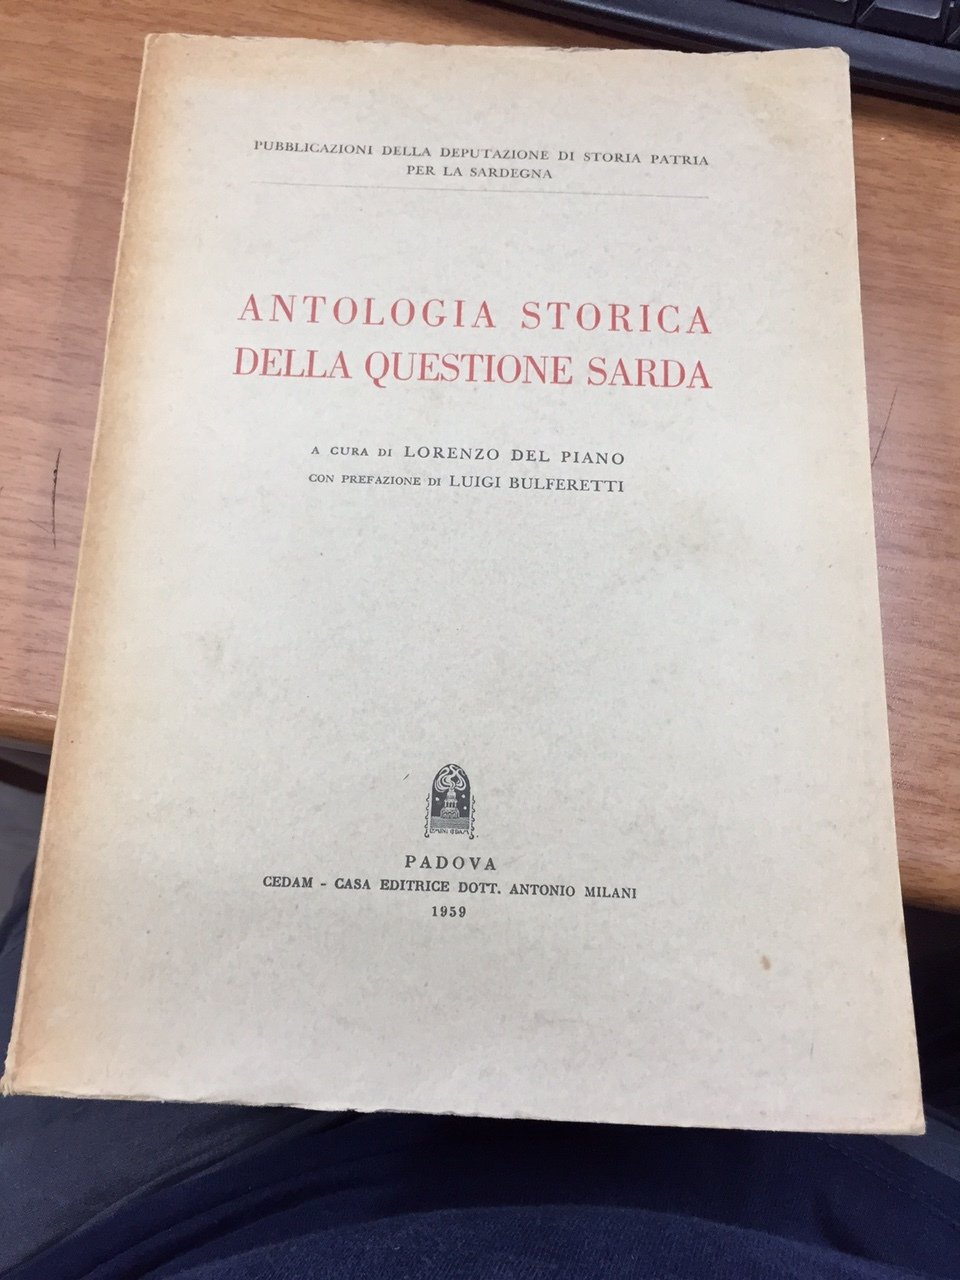 PUBBLICAZIONI DELLA DEPUTAZIONE DI STORIA PATRIA
PER LA SARDEGNA
ANTOLOGIA STORICA
DELLA QUESTIONE SARDA
A CURA DI LORENZO DEL PIANO
CON PREFAZIONE DI LUIGI BULFERETTI
PADOVA
CEDAM - CASA EDITRICE DOTT. ANTONIO MILANI
1959